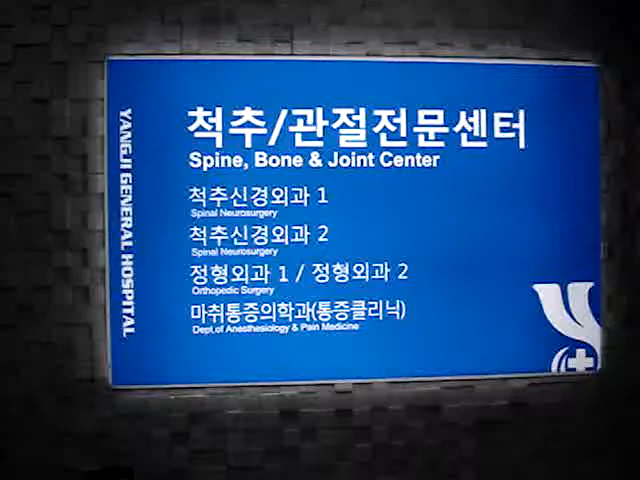 YANGJI GENERAL HOSPITAL
척추/관절전문센터
Spine, Bone & Joint Center
척추신경외과 1
Spinal Neurosurgery
척추신경외과 2
Spinal Neurosurgery
정형외과 1 / 정형외과 2
Orthopedic Surgery
마취통증의학과(통증클리닉)
Dept.of Anesthesiology & Pain Medicine